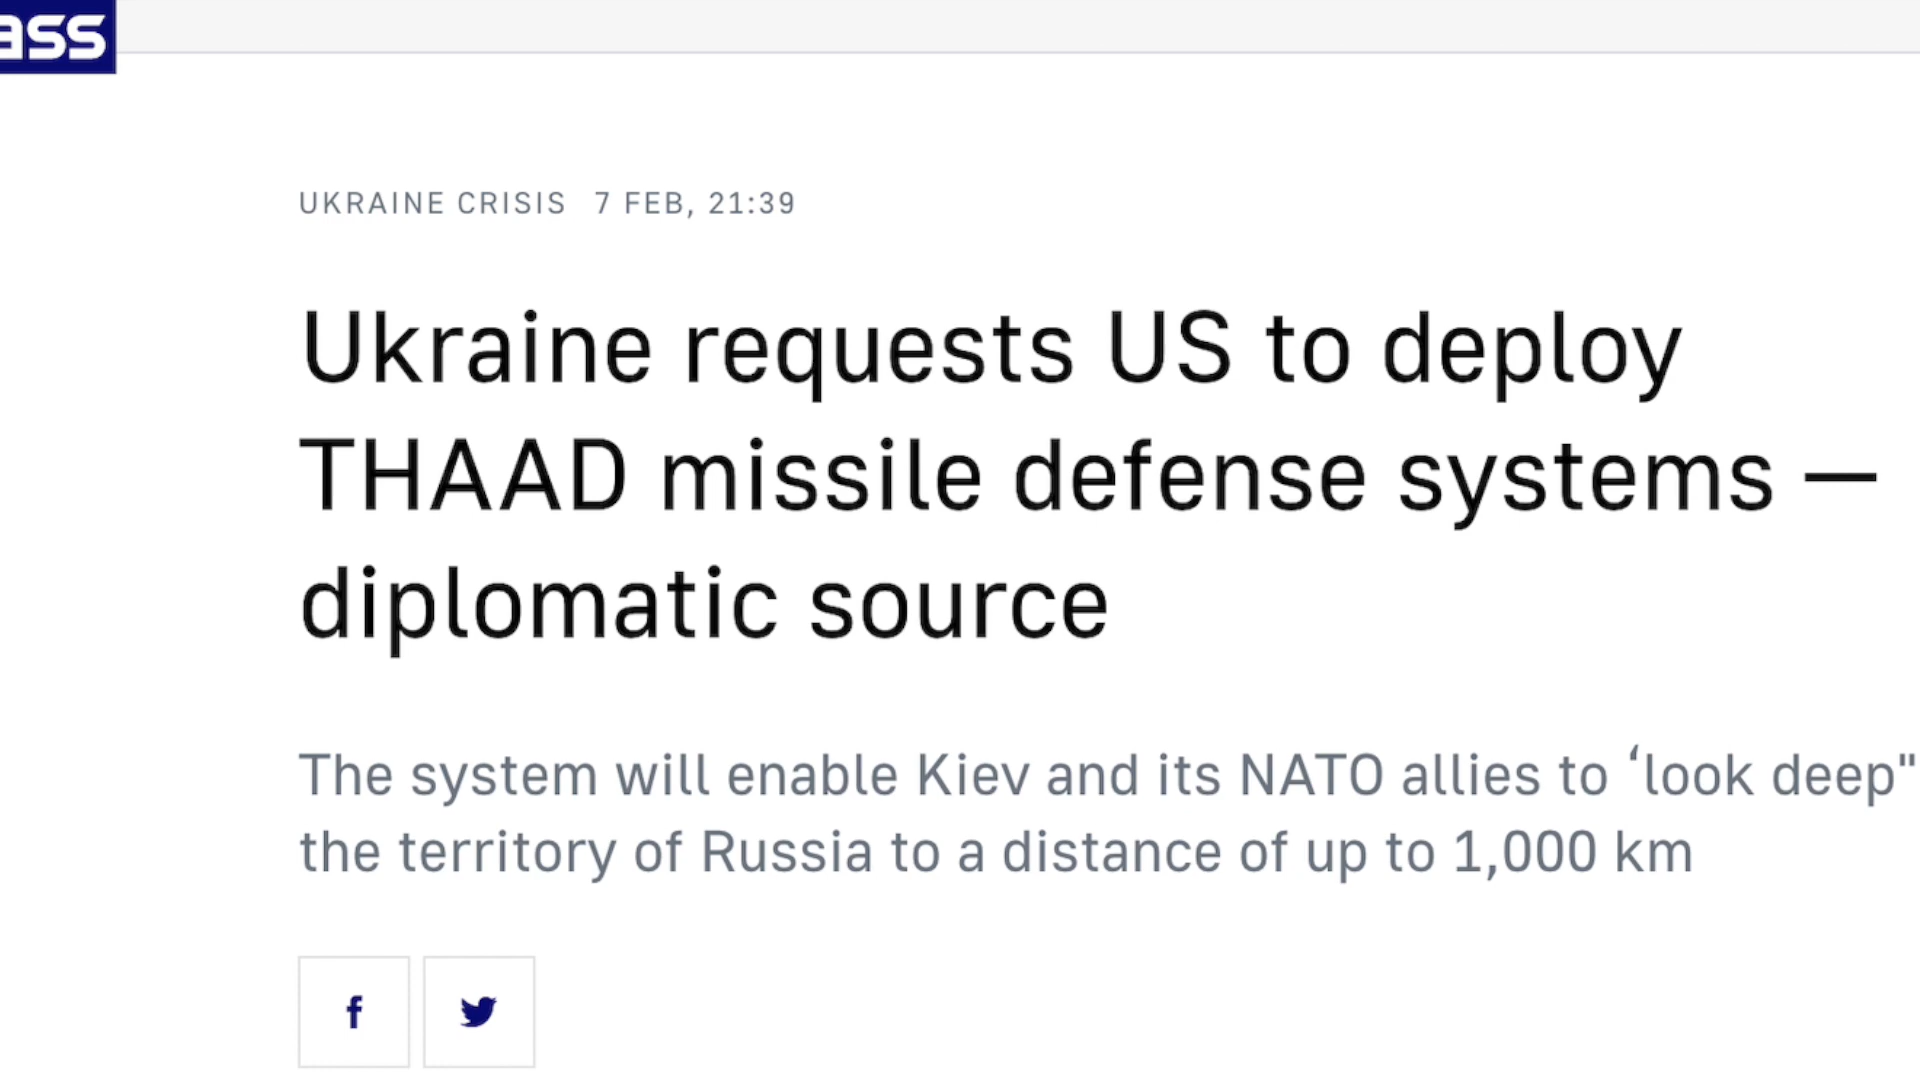 ass
UKRAINE CRISIS 7 FEB, 21:39
Ukraine requests US to deploy
THAAD missile defense systems —
diplomatic source
The system will enable Kiev and its NATO allies to ‘look deep"
the territory of Russia to a distance of up to 1,000 km